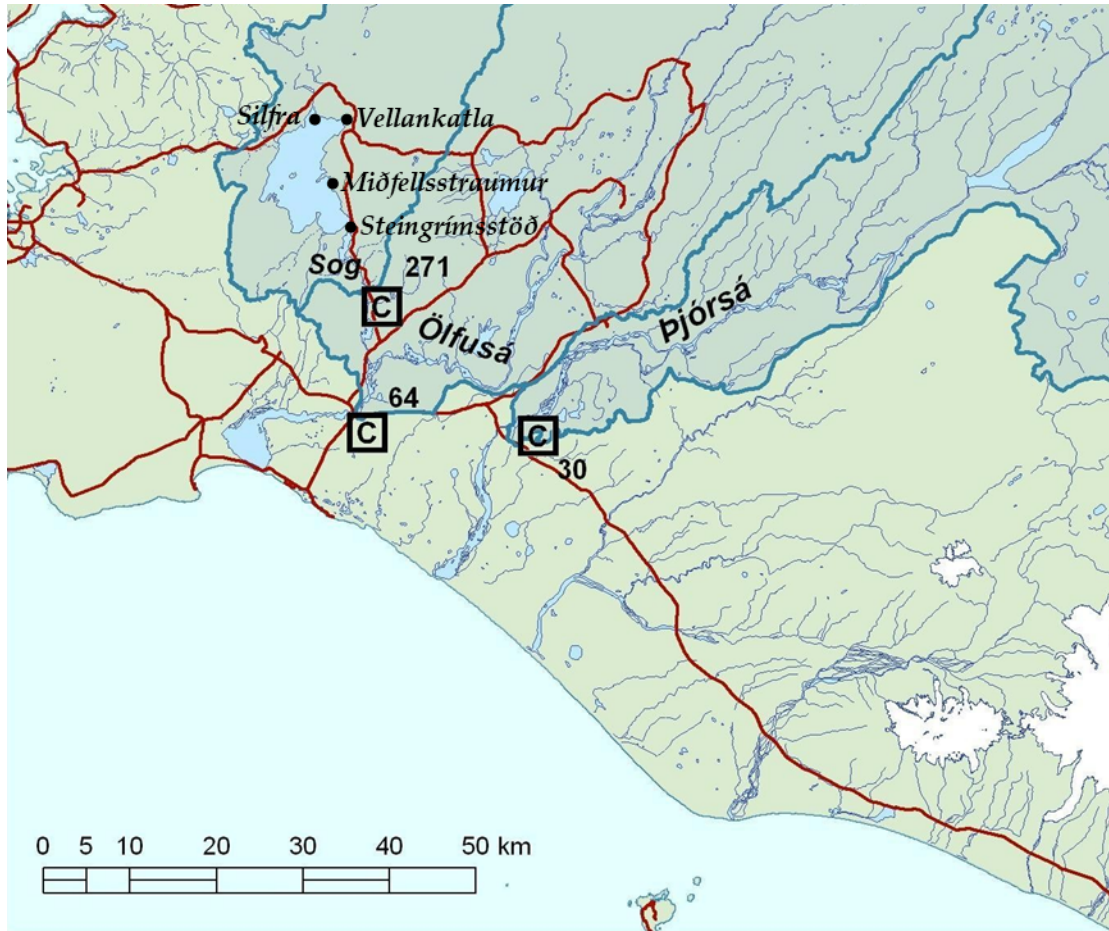 Silfra
Vellankatla
Miðfellsstraumur
Steingrímsstöð
Sog
271
C
Ölfusá
Þjórsá
64
C
C
30
0 5 10 20 30 40 50 km